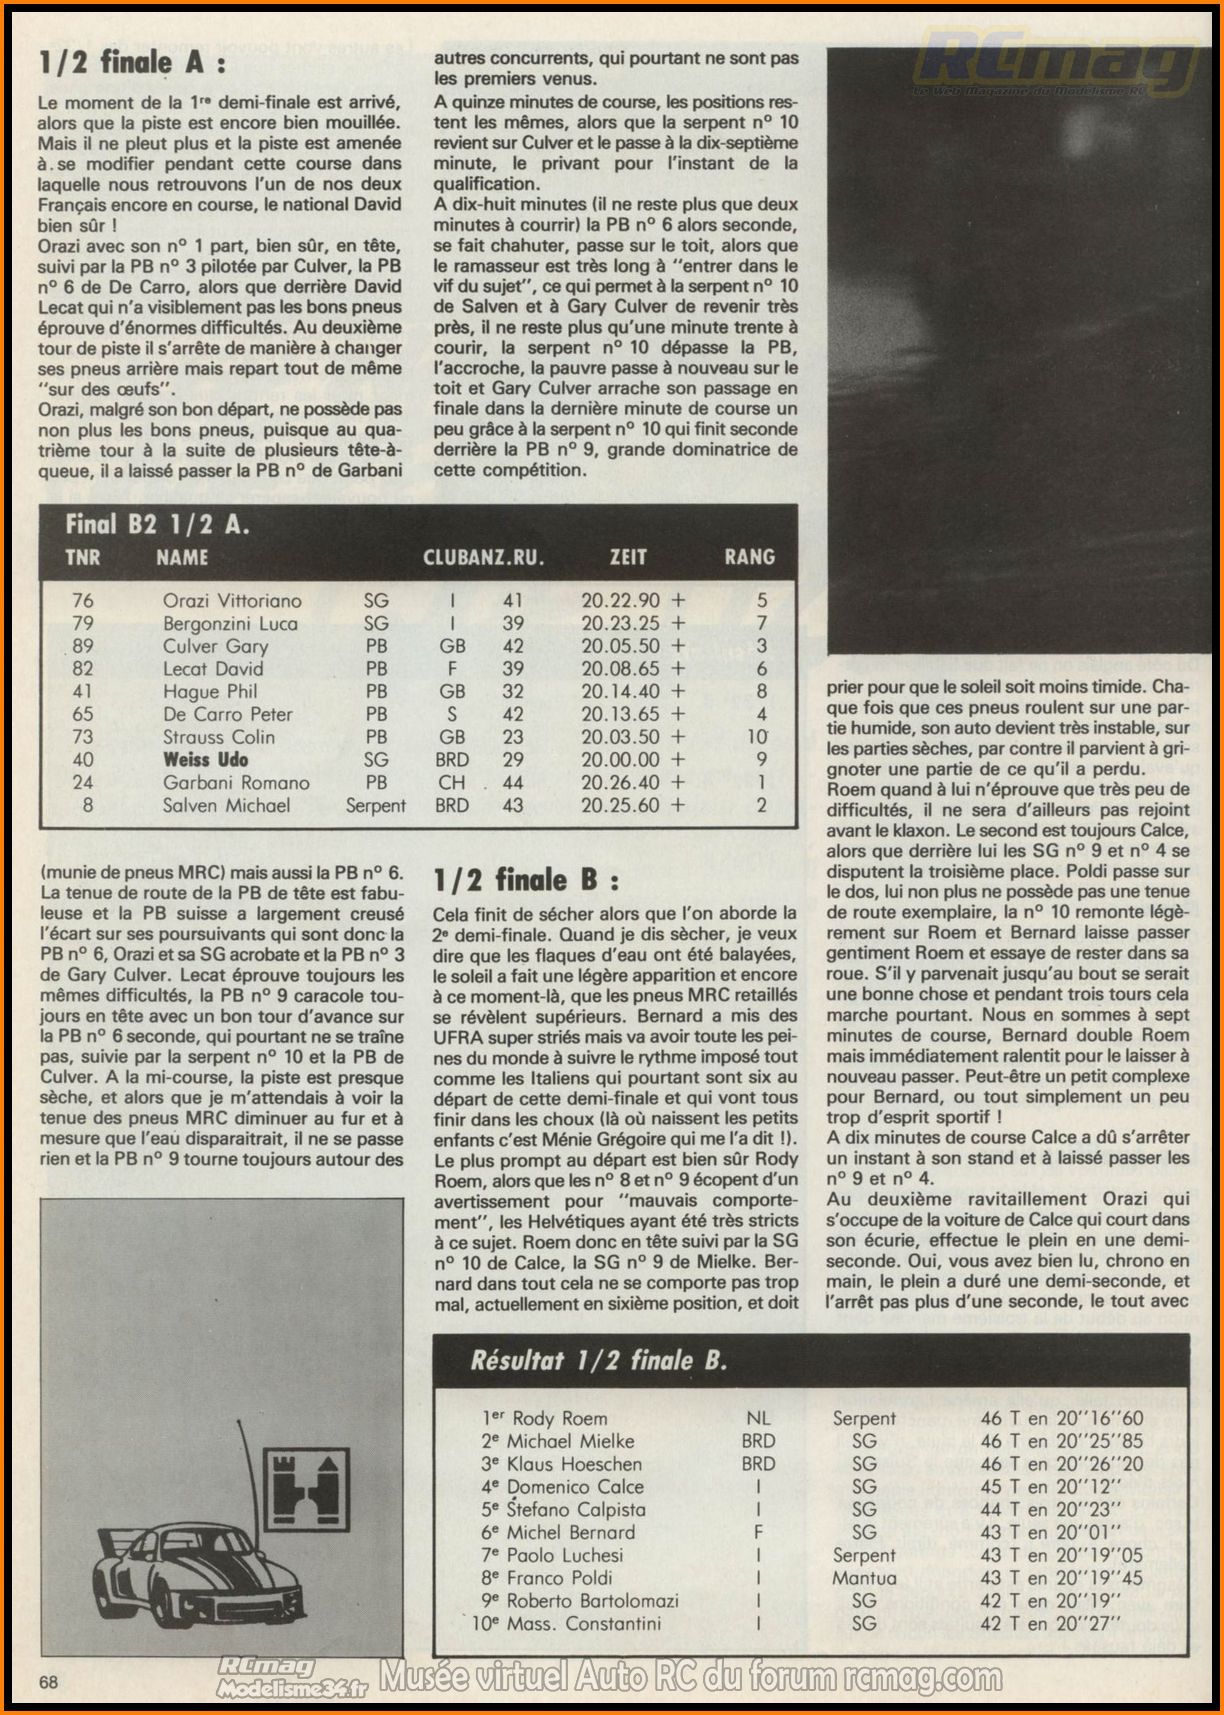 RCmag
Le Web Magazine du Modélisme RC
1/2 finale A :
Le moment de la 1re demi-finale est arrivé,
alors que la piste est encore bien mouillée.
Mais il ne pleut plus et la piste est amenée
à se modifier pendant cette course dans
laquelle nous retrouvons l'un de nos deux
Français encore en course, le national David
bien sûr !
Orazi avec son nº 1 part, bien sûr, en tête,
suivi par la PB nº 3 pilotée par Culver, la PB
nº 6 de De Carro, alors que derrière David
Lecat qui n'a visiblement pas les bons pneus
éprouve d'énormes difficultés. Au deuxième
tour de piste il s'arrête de manière à changer
ses pneus arrière mais repart tout de même
"sur des œufs".
Orazi, malgré son bon départ, ne possède pas
non plus les bons pneus, puisque au qua-
trième tour à la suite de plusieurs tête-à-
queue, il a laissé passer la PB nº de Garbani
autres concurrents, qui pourtant ne sont pas
les premiers venus.
A quinze minutes de course, les positions res-
tent les mêmes, alors que la serpent nº 10
revient sur Culver et le passe à la dix-septième
minute, le privant pour l'instant de la
qualification.
A dix-huit minutes (il ne reste plus que deux
minutes à courrir) la PB nº 6 alors seconde,
se fait chahuter, passe sur le toit, alors que
le ramasseur est très long à "entrer dans le
vif du sujet", ce qui permet à la serpent nº 10
de Salven et à Gary Culver de revenir très
près, il ne reste plus qu'une minute trente à
courir, la serpent nº 10 dépasse la PB,
l'accroche, la pauvre passe à nouveau sur le
toit et Gary Culver arrache son passage en
finale dans la dernière minute de course un
peu grâce à la serpent nº 10 qui finit seconde
derrière la PB nº 9, grande dominatrice de
cette compétition.
Final B2 1/2 A.
TNR NAME CLUBANZ.RU. ZEIT RANG
76 Orazi Vittoriano SG I 41 20.22.90 + 5
79 Bergonzini Luca SG I 39 20.23.25 + 7
89 Culver Gary PB GB 42 20.05.50 + 3
82 Lecat David PB F 39 20.08.65 + 6
41 Hague Phil PB GB 32 20.14.40 + 8
65 De Carro Peter PB S 42 20.13.65 + 4
73 Strauss Colin PB GB 23 20.03.50 + 10
40 Weiss Udo SG BRD 29 20.00.00 + 9
24 Garbani Romano PB CH 44 20.26.40 + 1
8 Salven Michael Serpent BRD 43 20.25.60 + 2
(munie de pneus MRC) mais aussi la PB nº 6.
La tenue de route de la PB de tête est fabu-
leuse et la PB suisse a largement creusé
l'écart sur ses poursuivants qui sont donc la
PB nº 6, Orazi et sa SG acrobate et la PB nº 3
de Gary Culver. Lecat éprouve toujours les
mêmes difficultés, la PB nº 9 caracole tou-
jours en tête avec un bon tour d'avance sur
la PB nº 6 seconde, qui pourtant ne se traîne
pas, suivie par la serpent nº 10 et la PB de
Culver. A la mi-course, la piste est presque
sèche, et alors que je m'attendais à voir la
tenue des pneus MRC diminuer au fur et à
mesure que l'eau disparaitrait, il ne se passe
rien et la PB nº 9 tourne toujours autour des
1/2 finale B :
Cela finit de sécher alors que l'on aborde la
2e demi-finale. Quand je dis sècher, je veux
dire que les flaques d'eau ont été balayées,
le soleil a fait une légère apparition et encore
à ce moment-là, que les pneus MRC retaillés
se révèlent supérieurs. Bernard a mis des
UFRA super striés mais va avoir toute les pei-
nes du monde à suivre le rythme imposé tout
comme les Italiens qui pourtant sont six au
départ de cette demi-finale et qui vont tous
finir dans les choux (là où naissent les petits
enfants c'est Ménie Grégoire qui me l'a dit !).
Le plus prompt au départ est bien sûr Rody
Roem, alors que les nº 8 et nº 9 écopent d'un
avertissement pour "mauvais comporte-
ment", les Helvétiques ayant été très stricts
à ce sujet. Roem donc en tête suivi par la SG
nº 10 de Calce, la SG nº 9 de Mielke. Ber-
nard dans tout cela ne se comporte pas trop
mal, actuellement en sixième position, et doit
prier pour que le soleil soit moins timide. Cha-
que fois que ces pneus roulent sur une par-
tie humide, son auto devient très instable, sur
les parties sèches, par contre il parvient à gri-
gnoter une partie de ce qu'il a perdu.
Roem quand à lui n'éprouve que très peu de
difficultés, il ne sera d'ailleurs pas rejoint
avant le klaxon. Le second est toujours Calce,
alors que derrière lui les SG nº 9 et nº 4 se
disputent la troisième place. Poldi passe sur
le dos, lui non plus ne possède pas une tenue
de route exemplaire, la nº 10 remonte légè-
rement sur Roem et Bernard laisse passer
gentiment Roem et essaye de rester dans sa
roue. S'il y parvenait jusqu'au bout se serait
une bonne chose et pendant trois tours cela
marche pourtant. Nous en sommes à sept
minutes de course, Bernard double Roem
mais immédiatement ralentit pour le laisser à
nouveau passer. Peut-être un petit complexe
pour Bernard, ou tout simplement un peu
trop d'esprit sportif !
A dix minutes de course Calce a dû s'arrêter
un instant à son stand et à laissé passer les
nº 9 et nº 4.
Au deuxième ravitaillement Orazi qui
s'occupe de la voiture de Calce qui court dans
son écurie, effectue le plein en une demi-
seconde. Oui, vous avez bien lu, chrono en
main, le plein a duré une demi-seconde, et
l'arrêt pas plus d'une seconde, le tout avec
Résultat 1/2 finale B.
1er Rody Roem NL Serpent 46 T en 20''16''60
2e Michael Mielke BRD SG 46 T en 20''25''85
3e Klaus Hoeschen BRD SG 46 T en 20''26''20
4e Domenico Calce I SG 45 T en 20''12''
5e Stefano Calpista I SG 44 T en 20''23''
6e Michel Bernard F SG 43 T en 20''01''
7e Paolo Luchesi I Serpent 43 T en 20''19''05
8e Franco Poldi I Mantua 43 T en 20''19''45
9e Roberto Bartolomazi I SG 42 T en 20''19''
10e Mass. Constantini I SG 42 T en 20''27''
68
RCmag
Modelisme34.fr
Musée virtuel Auto RC du forum rcmag.com